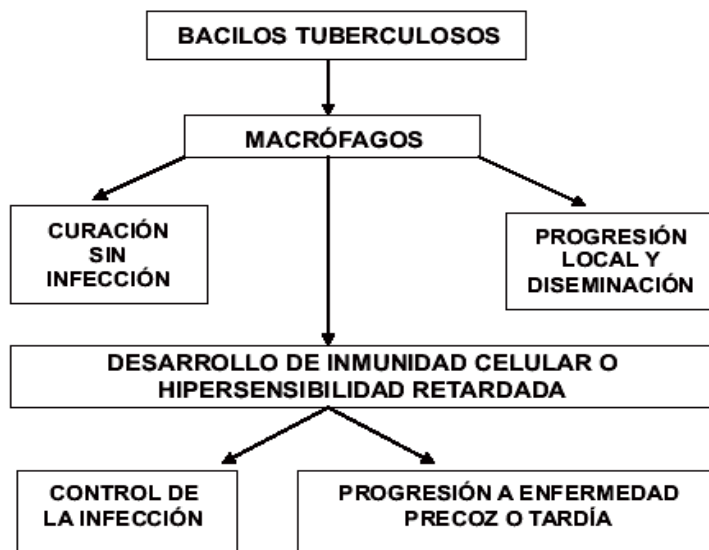 BACILOS TUBERCULOSOS
MACRÓFAGOS
CURACIÓN
SIN
INFECCIÓN
PROGRESIÓN
LOCAL Y
DISEMINACIÓN
DESARROLLO DE INMUNIDAD CELULAR O
HIPERSENSIBILIDAD RETARDADA
CONTROL DE
LA INFECCIÓN
PROGRESIÓN A ENFERMEDAD
PRECOZ O TARDÍA